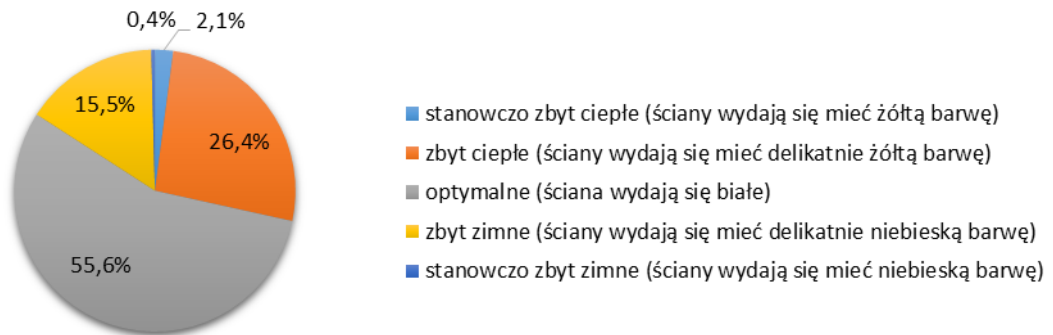 0,4% 2,1%
15,5%
26,4%
55,6%
stanowczo zbyt ciepłe (ściany wydają się mieć żółtą barwę)
zbyt ciepłe (ściany wydają się mieć delikatnie żółtą barwę)
optymalne (ściana wydają się białe)
zbyt zimne (ściany wydają się mieć delikatnie niebieską barwę)
stanowczo zbyt zimne (ściany wydają się mieć niebieską barwę)